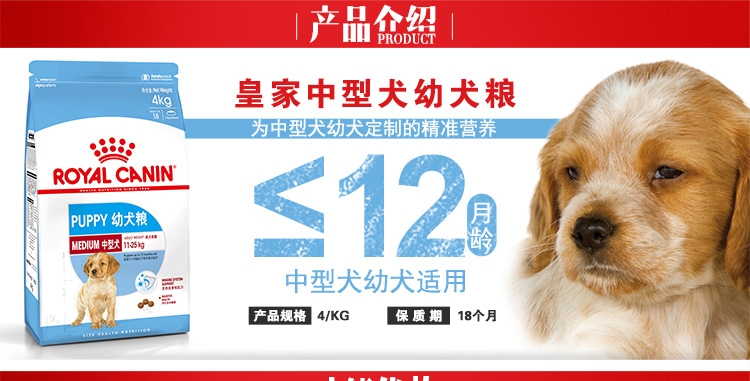 产品介绍
PRODUCT
皇家中型犬幼犬粮
为中型犬幼犬定制的精准营养
≤12月龄
中型犬幼犬适用
产品规格 4/KG 保质期 18个月
4kg
ROYAL CANIN
PUPPY 幼犬粮
MEDIUM 中型犬
11-25 kg